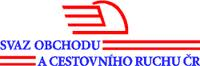 SVAZ OBCHODU
A CESTOVNÍHO RUCHU ČR